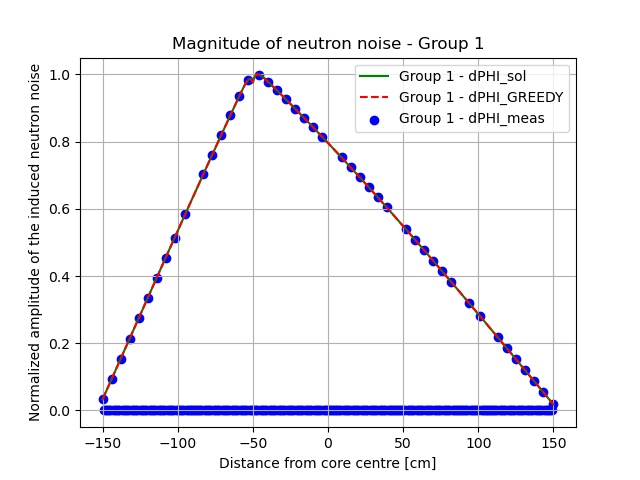 Magnitude of neutron noise - Group 1
Normalized amplitude of the induced neutron noise
1.0
0.8
0.6
0.4
0.2
0.0
Group 1 - dPHI_sol
Group 1 - dPHI_GREEDY
Group 1 - dPHI_meas
−150
−100
−50
0
50
100
150
Distance from core centre [cm]